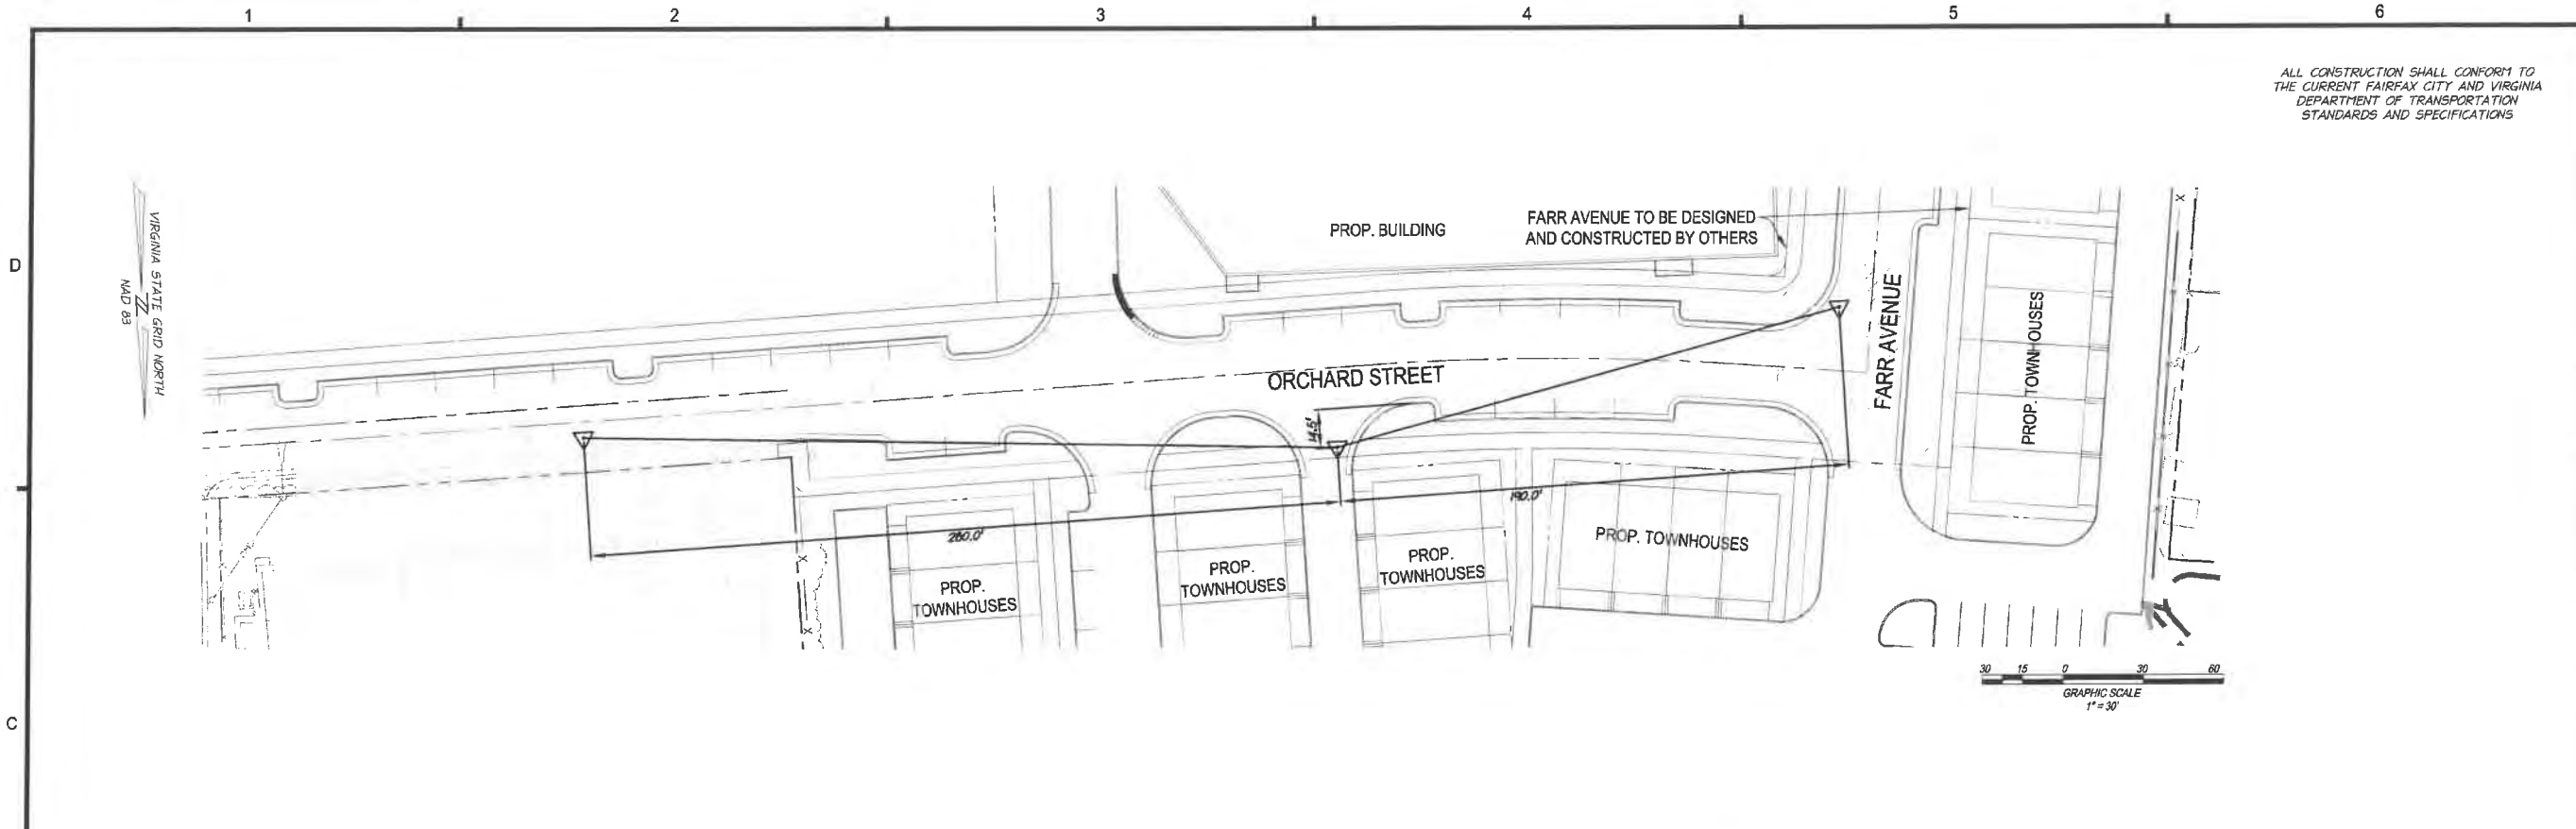 1 2 3 4 5 6
ALL CONSTRUCTION SHALL CONFORM TO
THE CURRENT FAIRFAX CITY AND VIRGINIA
DEPARTMENT OF TRANSPORTATION
STANDARDS AND SPECIFICATIONS
D
VIRGINIA STATE GRID NORTH
NAD 83
PROP. BUILDING
FARR AVENUE TO BE DESIGNED
AND CONSTRUCTED BY OTHERS
ORCHARD STREET
FARR AVENUE
PROP. TOWNHOUSES
14.5'
280.0'
190.0'
PROP.
TOWNHOUSES
PROP.
TOWNHOUSES
PROP.
TOWNHOUSES
PROP. TOWNHOUSES
30 15 0 30 60
GRAPHIC SCALE
1" = 30'
C